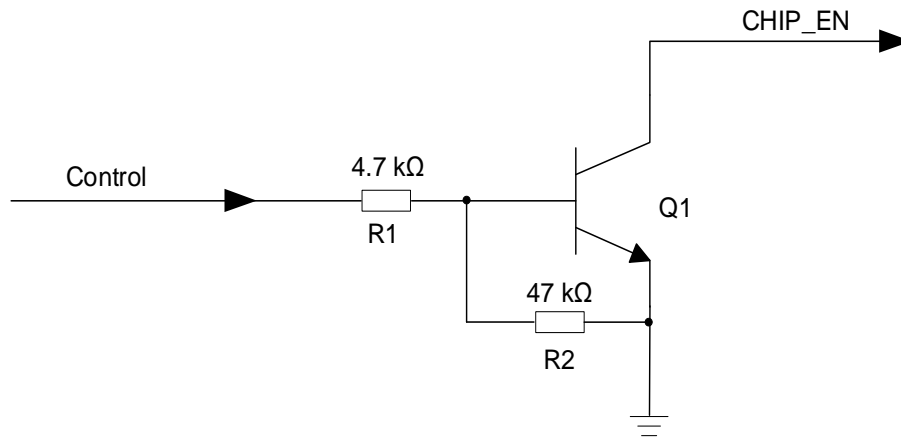 CHIP_EN
Control
4.7 kΩ
R1
Q1
47 kΩ
R2